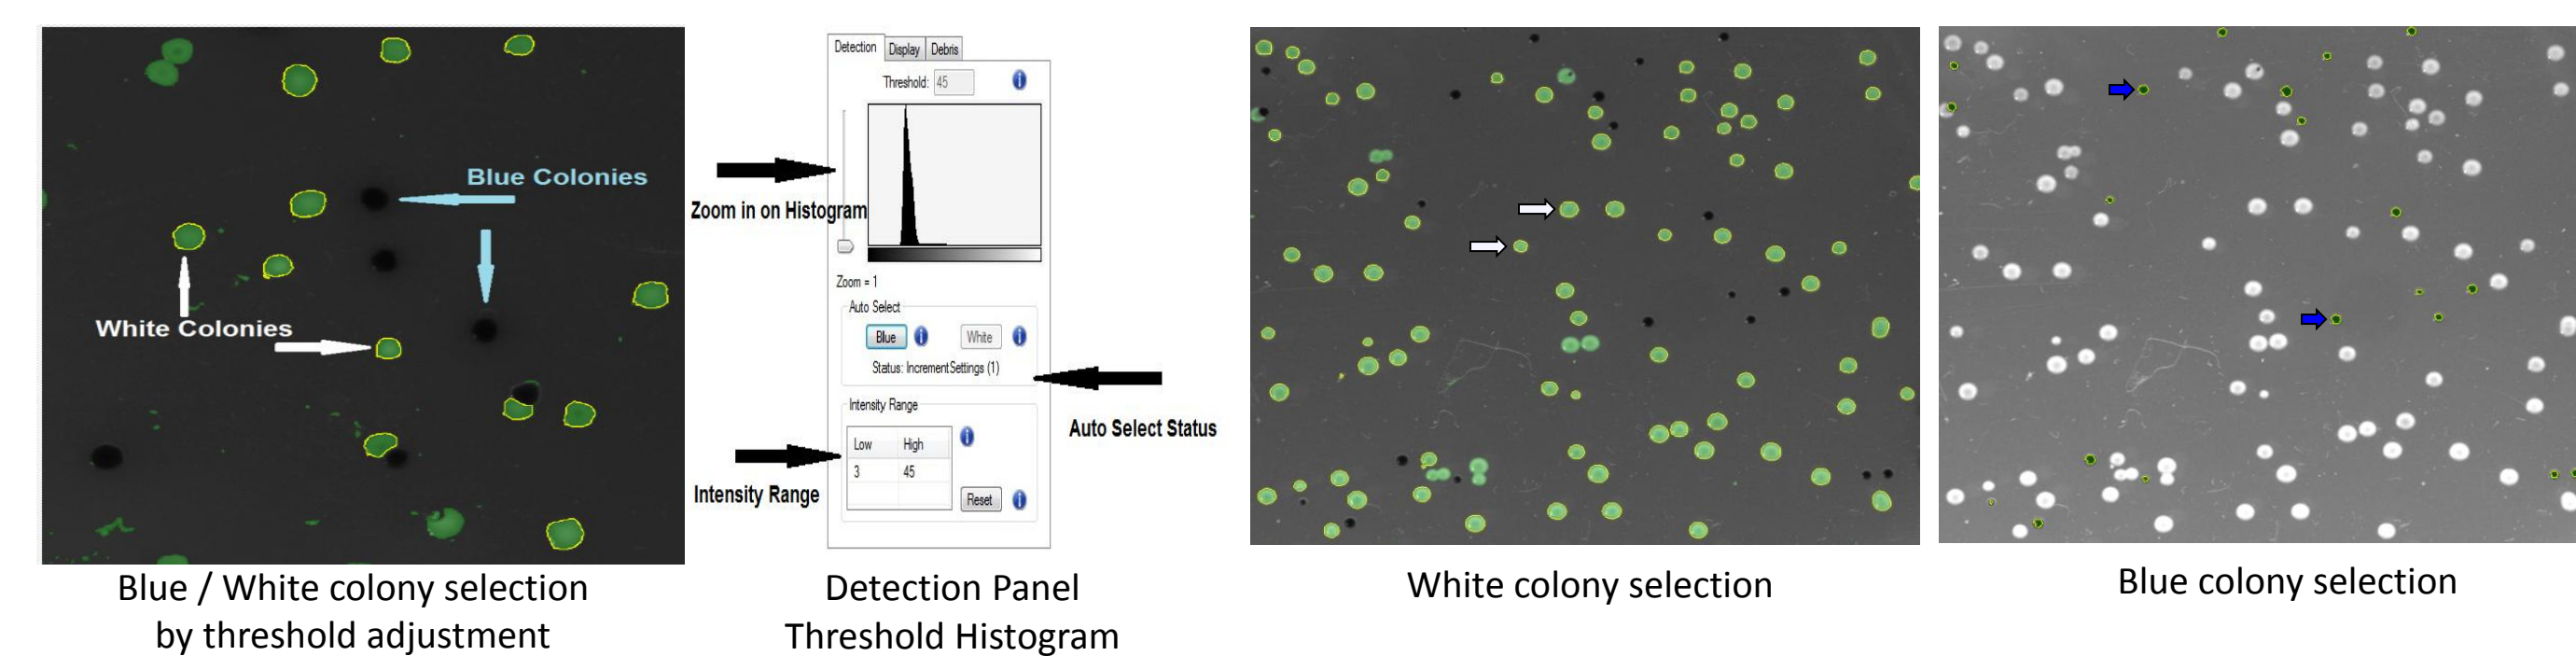 Blue Colonies
White Colonies
Blue / White colony selection
by threshold adjustment
Detection
Display
Debris
Threshold:
45
i
Zoom in on Histogram
Zoom = 1
Auto Select
Blue
i
White
i
Status: IncrementSettings (1)
Auto Select Status
Intensity Range
Low
High
i
3
45
Intensity Range
Reset
i
Detection Panel
Threshold Histogram
White colony selection
Blue colony selection